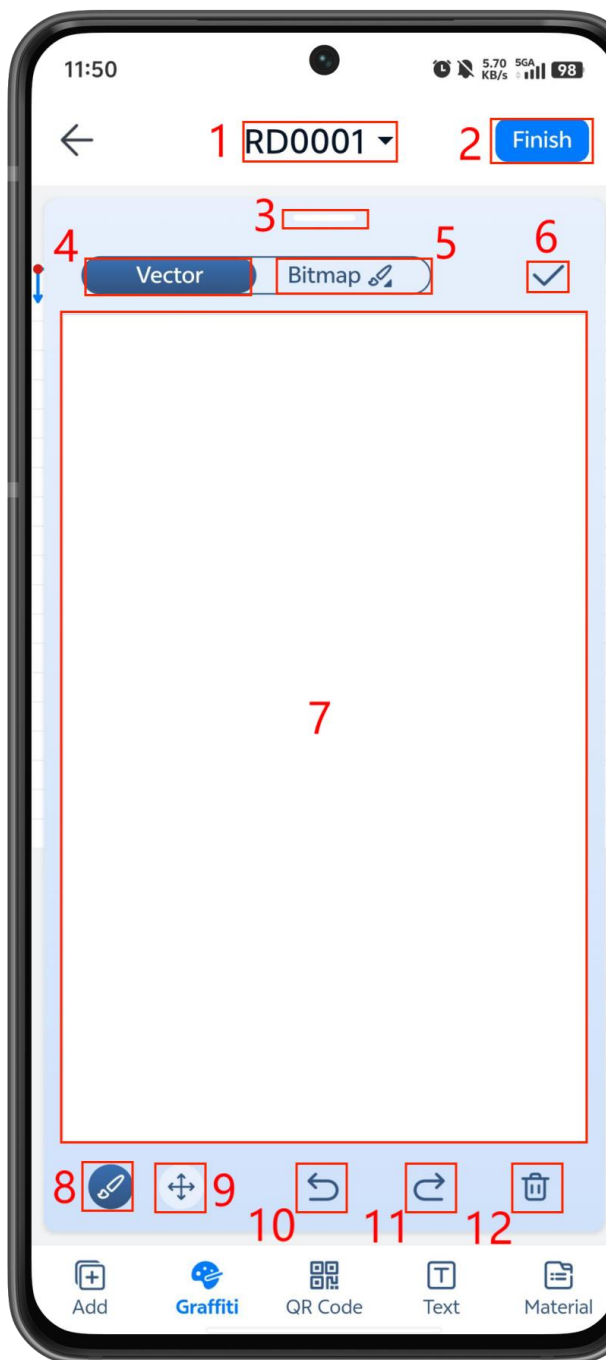 11:50 5.70 KB/s 5GA 98
1 RD0001 2 Finish
3
4 Vector Bitmap 5 6
7
8 9 10 11 12
Add Graffiti QR Code Text Material